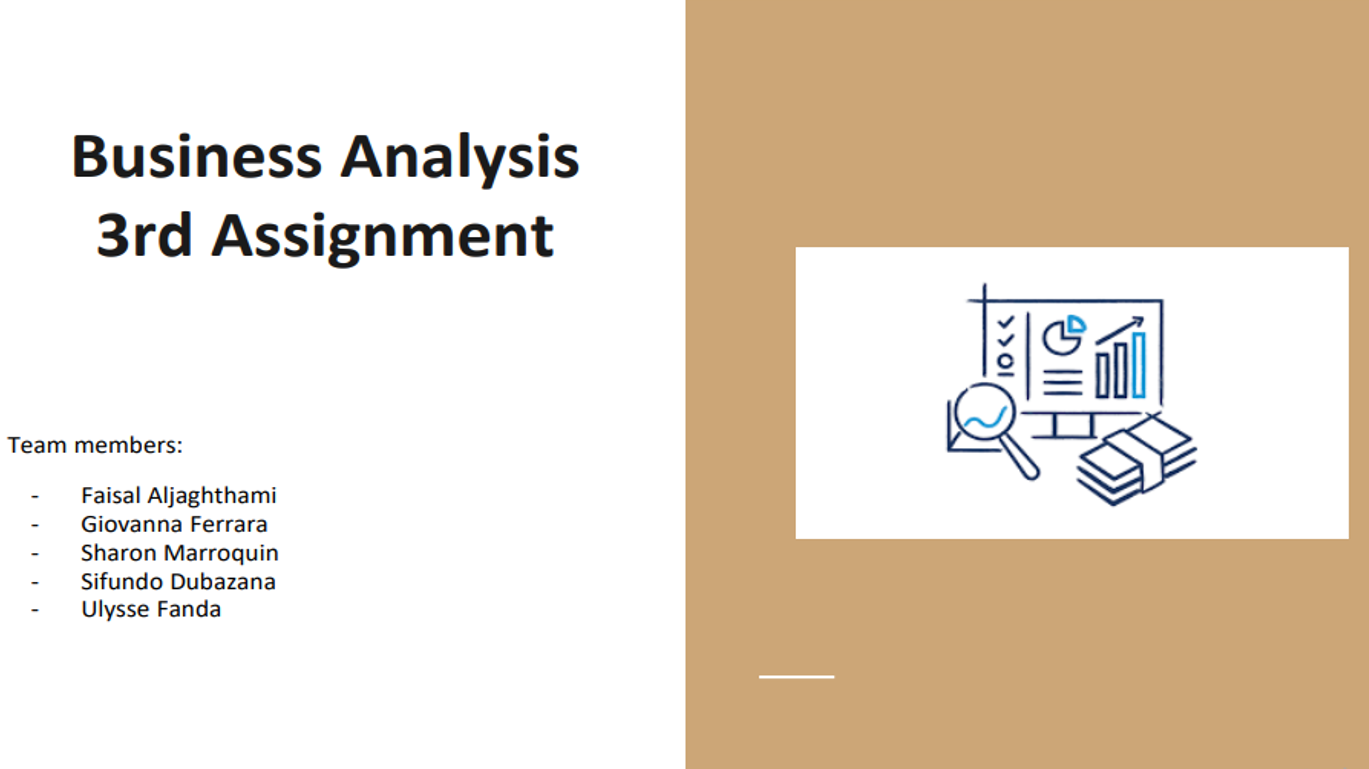 Business Analysis
3rd Assignment
Team members:
- Faisal Aljaghthami
- Giovanna Ferrara
- Sharon Marroquin
- Sifundo Dubazana
- Ulysse Fanda